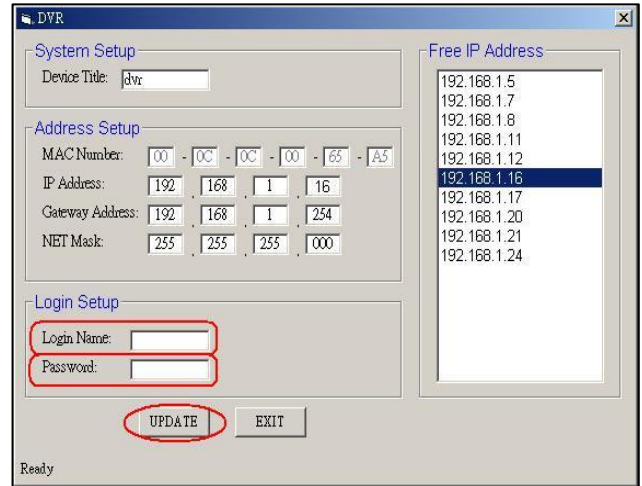 DVR
System Setup
Device Title: dvr
Address Setup
MAC Number: 00 - 0C - 0C - 00 - 65 - A5
IP Address: 192 . 168 . 1 . 16
Gateway Address: 192 . 168 . 1 . 254
NET Mask: 255 . 255 . 255 . 000
Login Setup
Login Name:
Password:
UPDATE EXIT
Ready
Free IP Address
192.168.1.5
192.168.1.7
192.168.1.8
192.168.1.11
192.168.1.12
192.168.1.16
192.168.1.17
192.168.1.20
192.168.1.21
192.168.1.24